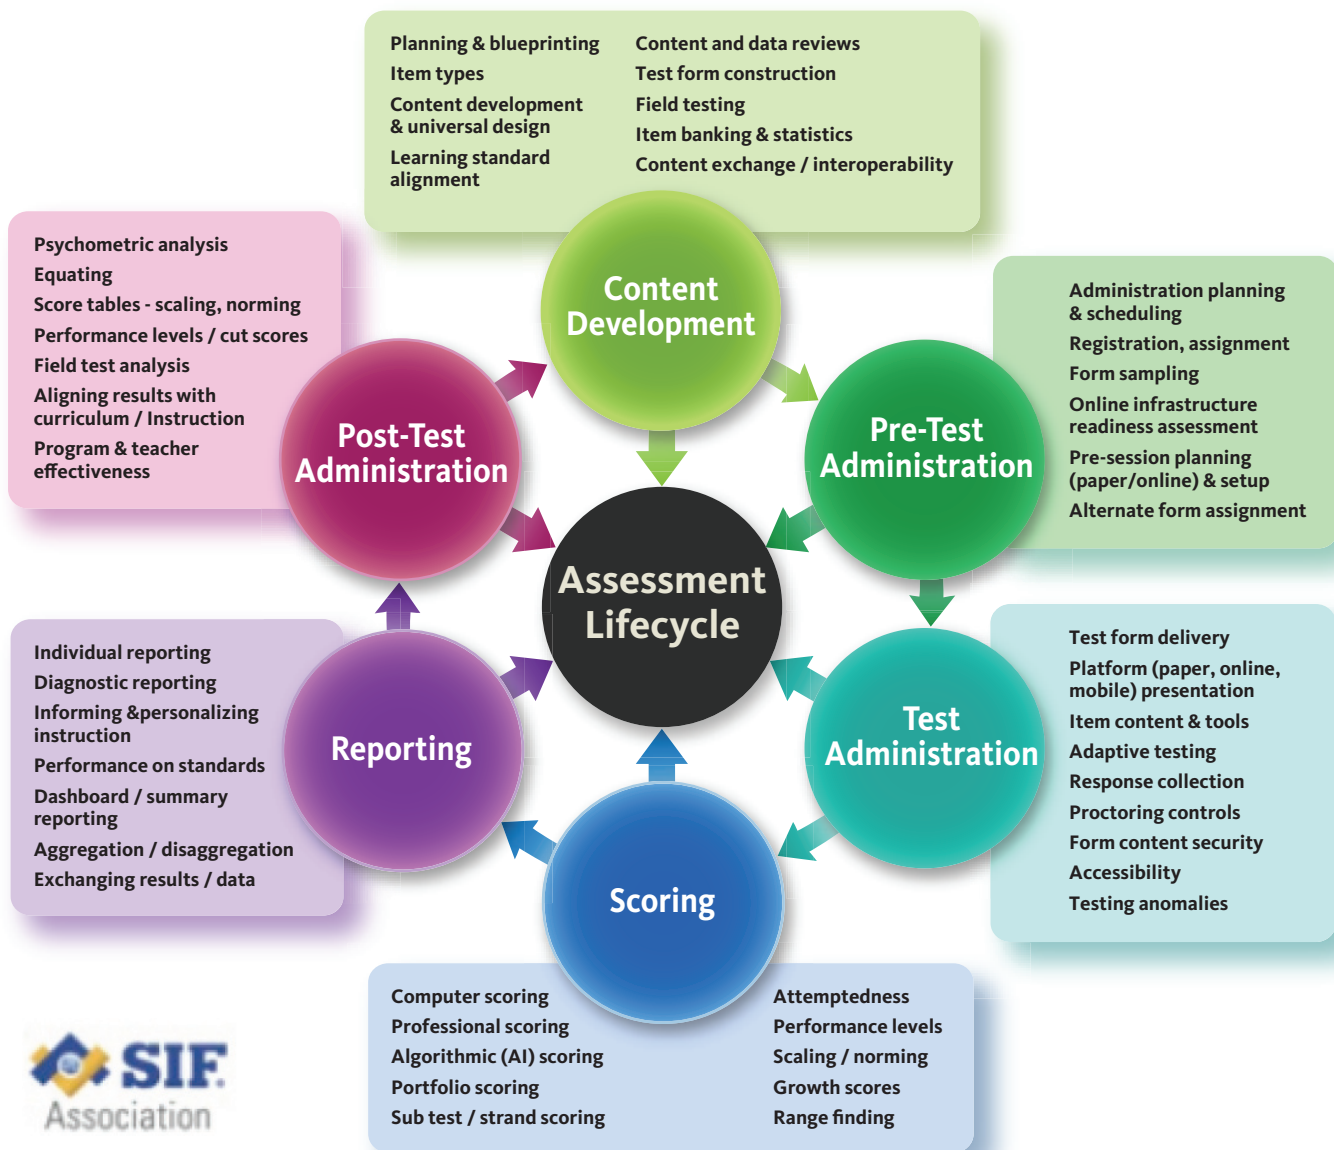 Planning & blueprinting
Item types
Content development
& universal design
Learning standard
alignment
Content and data reviews
Test form construction
Field testing
Item banking & statistics
Content exchange / interoperability
Content
Development
Administration planning
& scheduling
Registration, assignment
Form sampling
Online infrastructure
readiness assessment
Pre-session planning
(paper/online) & setup
Alternate form assignment
Pre-Test
Administration
Test form delivery
Platform (paper, online,
mobile) presentation
Item content & tools
Adaptive testing
Response collection
Proctoring controls
Form content security
Accessibility
Testing anomalies
Test
Administration
Computer scoring
Professional scoring
Algorithmic (AI) scoring
Portfolio scoring
Sub test / strand scoring
Attemptedness
Performance levels
Scaling / norming
Growth scores
Range finding
Scoring
Individual reporting
Diagnostic reporting
Informing &personalizing
instruction
Performance on standards
Dashboard / summary
reporting
Aggregation / disaggregation
Exchanging results / data
Reporting
Psychometric analysis
Equating
Score tables - scaling, norming
Performance levels / cut scores
Field test analysis
Aligning results with
curriculum / Instruction
Program & teacher
effectiveness
Post-Test
Administration
Assessment
Lifecycle
SIF
Association